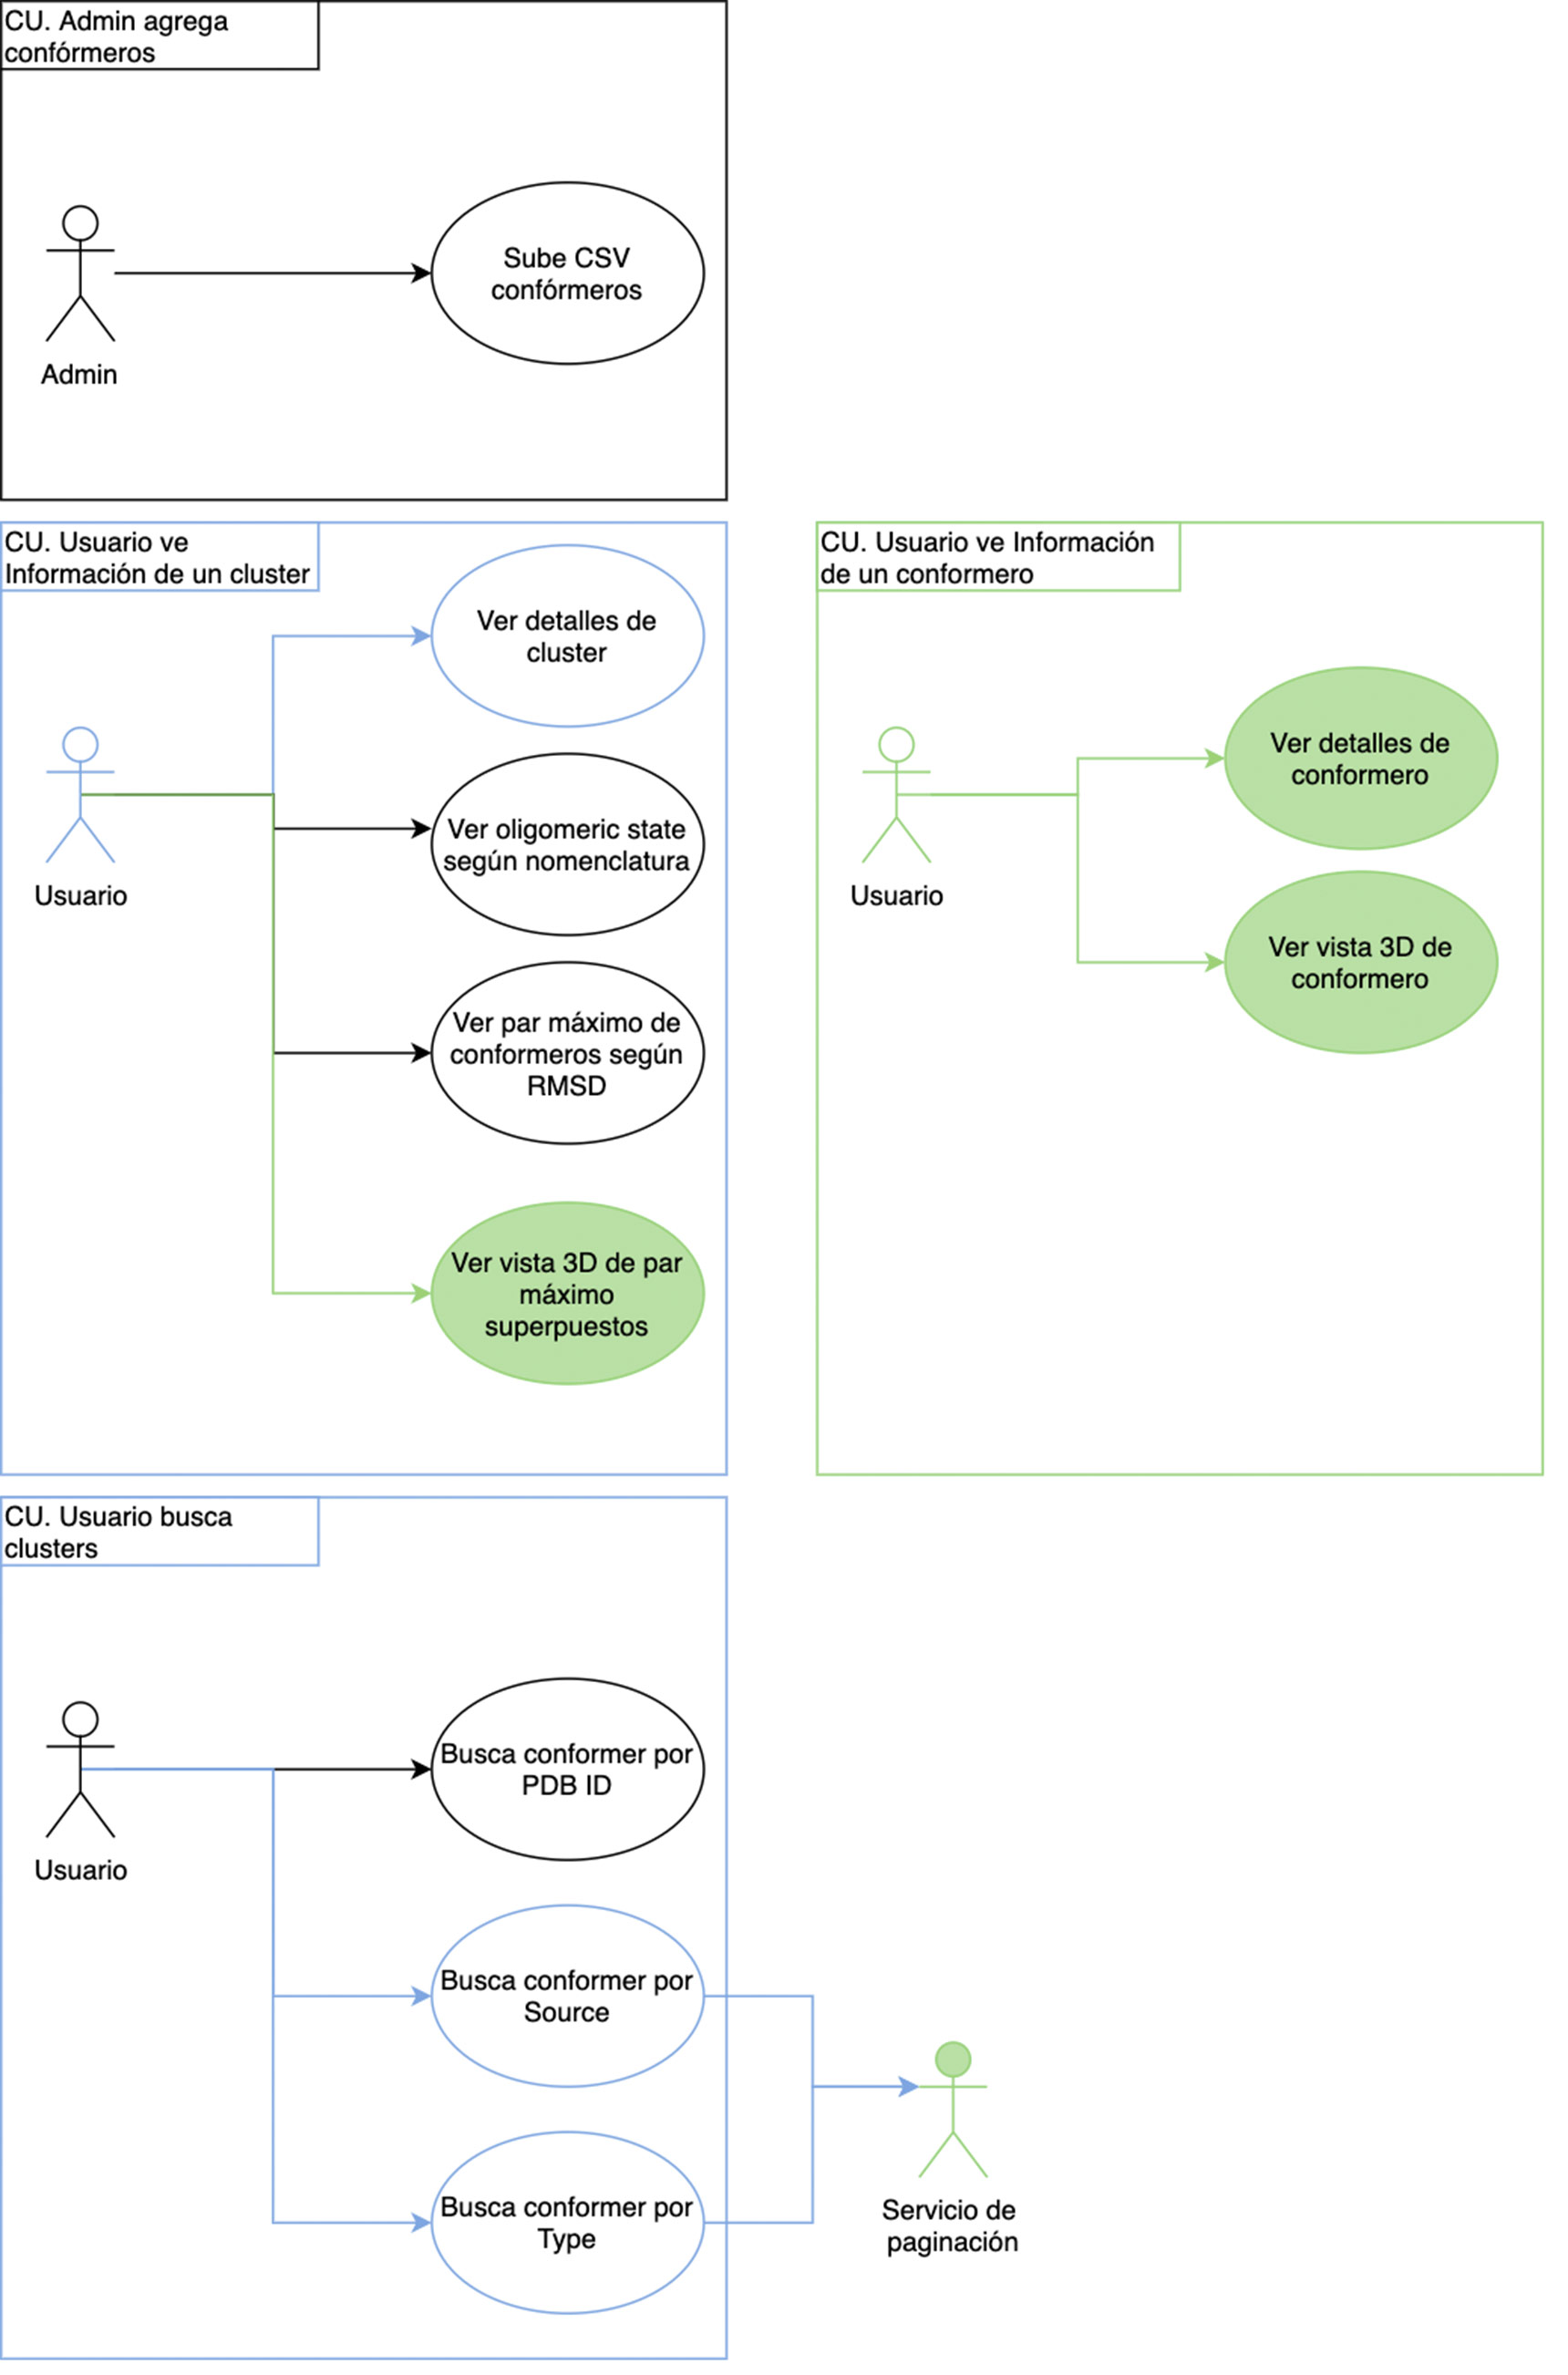 CU. Admin agrega
confórmeros
Sube CSV
confórmeros
Admin
CU. Usuario ve
Información de un cluster
Ver detalles de
cluster
Usuario
Ver oligomeric state
según nomenclatura
Ver par máximo de
conformeros según
RMSD
Ver vista 3D de par
máximo
superpuestos
CU. Usuario ve Información
de un conformero
Ver detalles de
conformero
Usuario
Ver vista 3D de
conformero
CU. Usuario busca
clusters
Busca conformer por
PDB ID
Usuario
Busca conformer por
Source
Busca conformer por
Type
Servicio de
paginación